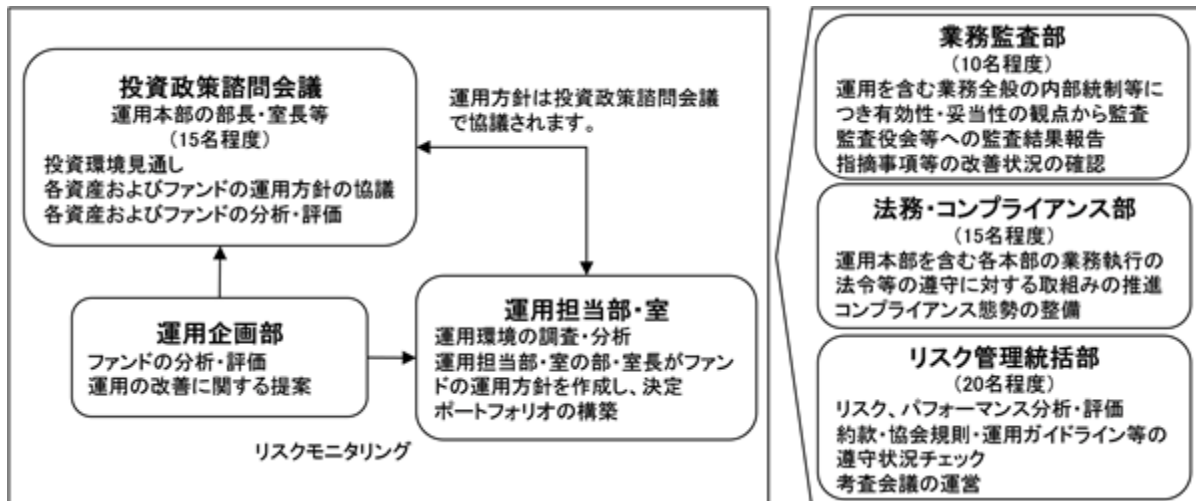 投資政策諮問会議
運用本部の部長・室長等
(15名程度)
投資環境見通し
各資産およびファンドの運用方針の協議
各資産およびファンドの分析・評価
運用方針は投資政策諮問会議
で協議されます。
運用企画部
ファンドの分析・評価
運用の改善に関する提案
運用担当部・室
運用環境の調査・分析
運用担当部・室の部・室長がファン
ドの運用方針を作成し、決定
ポートフォリオの構築
リスクモニタリング
業務監査部
(10名程度)
運用を含む業務全般の内部統制等に
つき有効性・妥当性の観点から監査
監査役会等への監査結果報告
指摘事項等の改善状況の確認
法務・コンプライアンス部
(15名程度)
運用本部を含む各本部の業務執行の
法令等の遵守に対する取組みの推進
コンプライアンス態勢の整備
リスク管理統括部
(20名程度)
リスク、パフォーマンス分析・評価
約款・協会規則・運用ガイドライン等の
遵守状況チェック
考査会議の運営